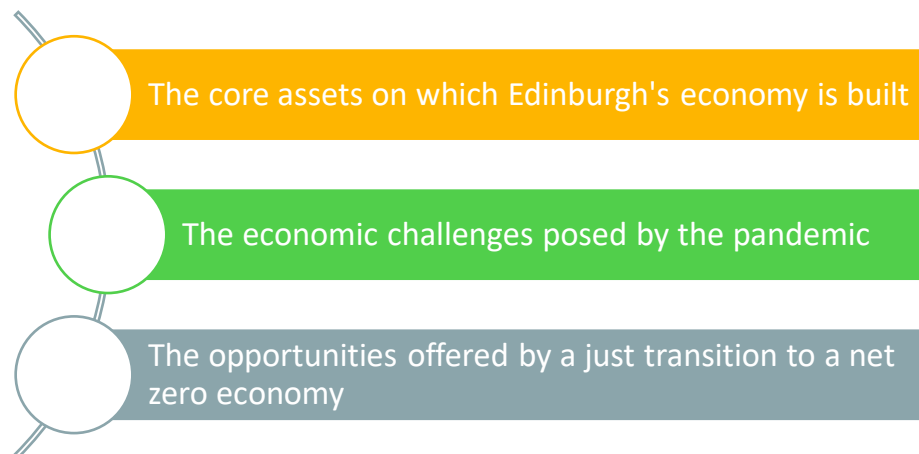 The core assets on which Edinburgh's economy is built
The economic challenges posed by the pandemic
The opportunities offered by a just transition to a net
zero economy